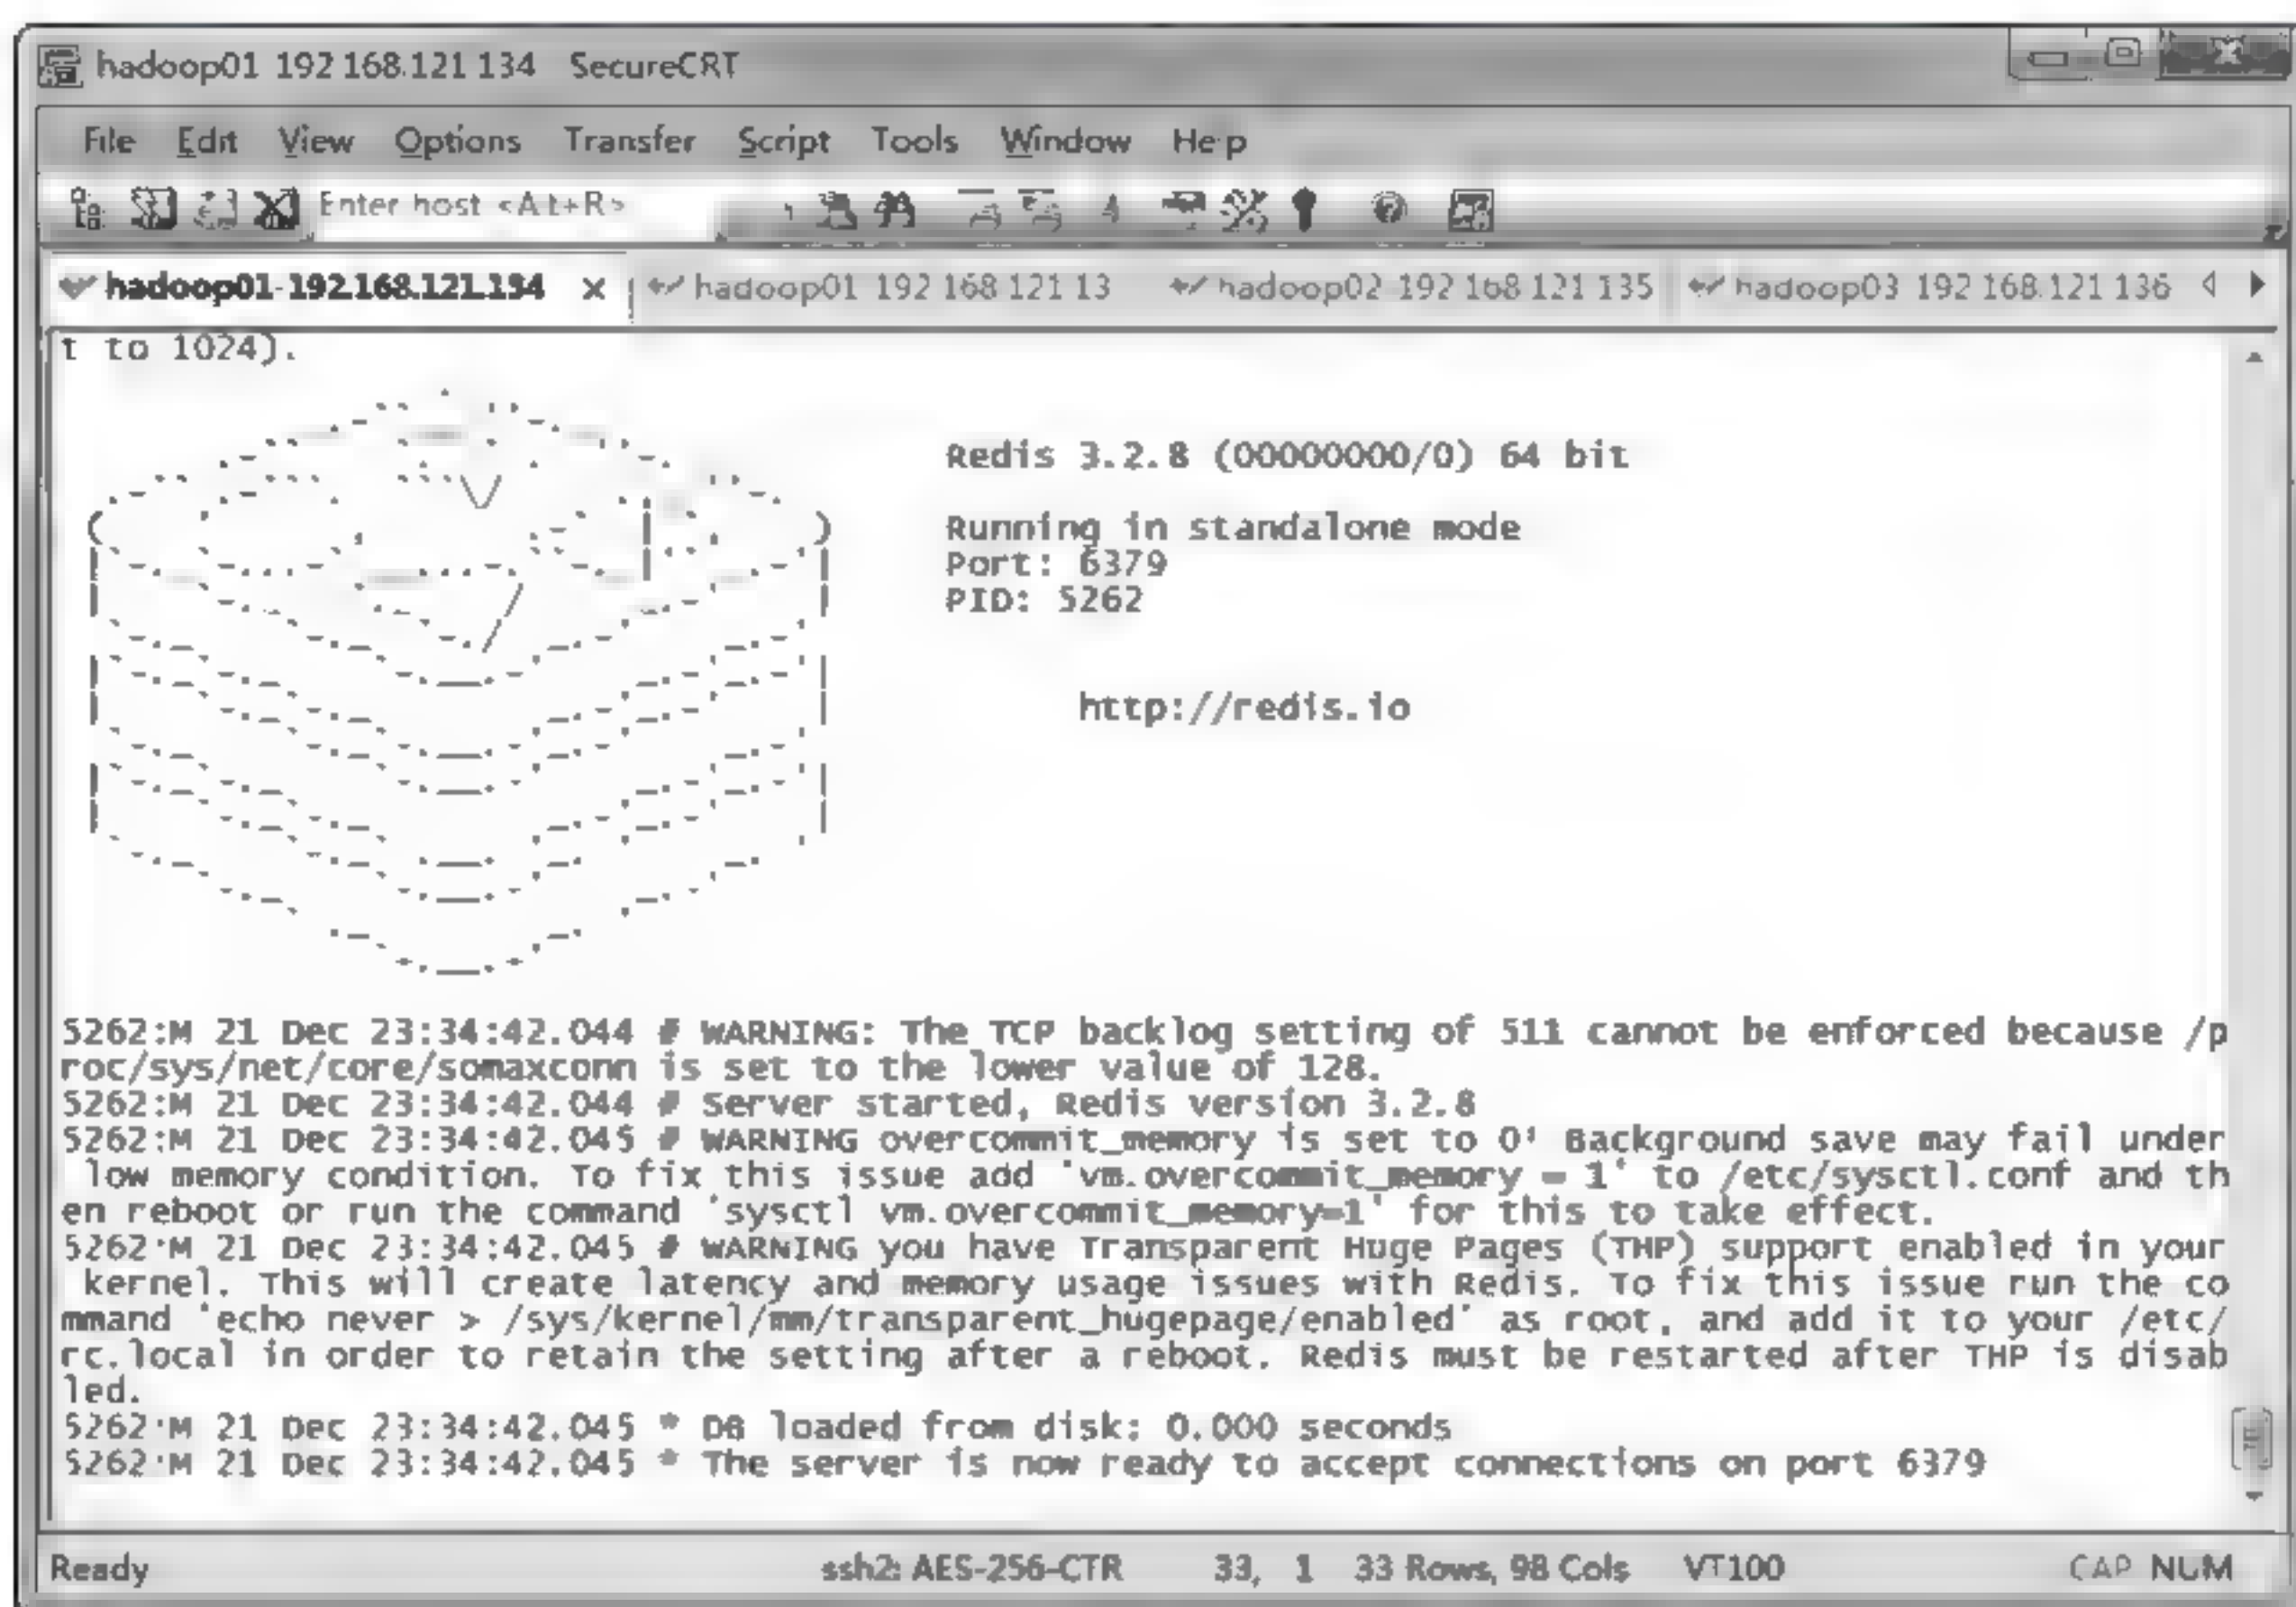 hadoop01 192 168.121 134 SecureCRT
File Edit View Options Transfer Script Tools Window Help
Enter host <Alt+R>
hadoop01-192.168.121.134 x hadoop01 192 168 121 13 hadoop02-192 168 121 135 hadoop03 192 168.121 136
t to 1024).
Redis 3.2.8 (00000000/0) 64 bit
Running in standalone mode
Port: 6379
PID: 5262
http://redis.io
5262:M 21 Dec 23:34:42.044 # WARNING: The TCP backlog setting of 511 cannot be enforced because /p
roc/sys/net/core/somaxconn is set to the lower value of 128.
5262:M 21 Dec 23:34:42.044 # Server started, Redis version 3.2.8
5262:M 21 Dec 23:34:42.045 # WARNING overcommit_memory is set to 0! Background save may fail under
low memory condition. To fix this issue add 'vm.overcommit_memory = 1' to /etc/sysctl.conf and th
en reboot or run the command 'sysctl vm.overcommit_memory=1' for this to take effect.
5262:M 21 Dec 23:34:42.045 # WARNING you have Transparent Huge Pages (THP) support enabled in your
kernel. This will create latency and memory usage issues with Redis. To fix this issue run the co
mmand 'echo never > /sys/kernel/mm/transparent_hugepage/enabled' as root, and add it to your /etc/
rc.local in order to retain the setting after a reboot. Redis must be restarted after THP is disab
led.
5262:M 21 Dec 23:34:42.045 * DB loaded from disk: 0.000 seconds
5262:M 21 Dec 23:34:42.045 * The server is now ready to accept connections on port 6379
Ready ssh2: AES-256-CTR 33, 1 33 Rows, 98 Cols VT100 CAP NUM